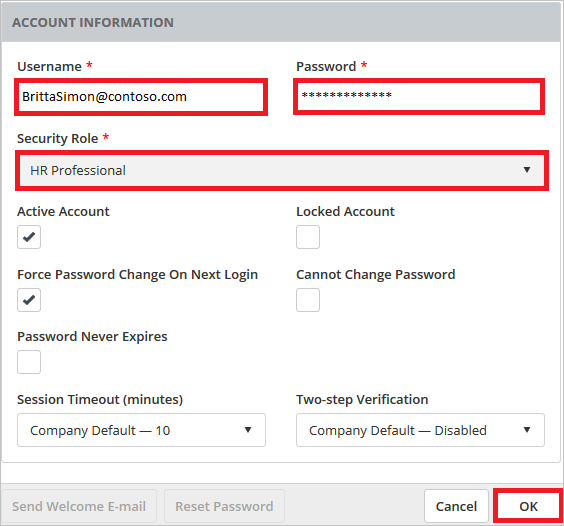 ACCOUNT INFORMATION
Username * Password *
BrittaSimon@contoso.com *************
Security Role *
HR Professional
Active Account Locked Account
Force Password Change On Next Login Cannot Change Password
Password Never Expires
Session Timeout (minutes) Two-step Verification
Company Default — 10 Company Default — Disabled
Send Welcome E-mail Reset Password Cancel OK